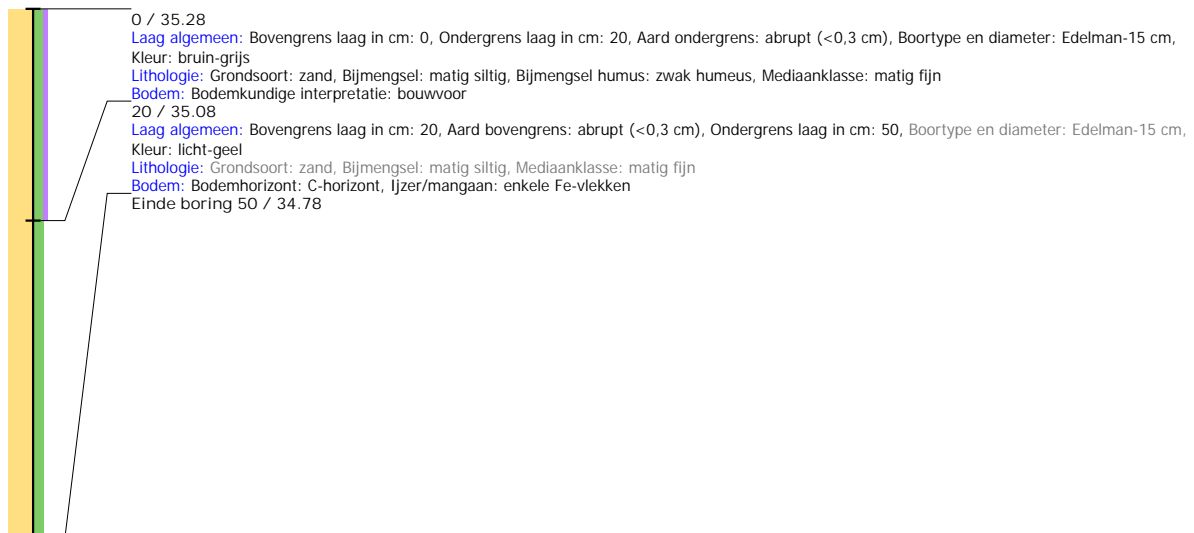 0 / 35.28
Laag algemeen: Bovengrens laag in cm: 0, Ondergrens laag in cm: 20, Aard ondergrens: abrupt (<0,3 cm), Boortype en diameter: Edelman-15 cm,
Kleur: bruin-grijs
Lithologie: Grondsoort: zand, Bijmengsel: matig siltig, Bijmengsel humus: zwak humeus, Mediaanklasse: matig fijn
Bodem: Bodemkundige interpretatie: bouwvoor
20 / 35.08
Laag algemeen: Bovengrens laag in cm: 20, Aard bovengrens: abrupt (<0,3 cm), Ondergrens laag in cm: 50, Boortype en diameter: Edelman-15 cm,
Kleur: licht-geel
Lithologie: Grondsoort: zand, Bijmengsel: matig siltig, Mediaanklasse: matig fijn
Bodem: Bodemhorizont: C-horizont, Ijzer/mangaan: enkele Fe-vlekken
Einde boring 50 / 34.78